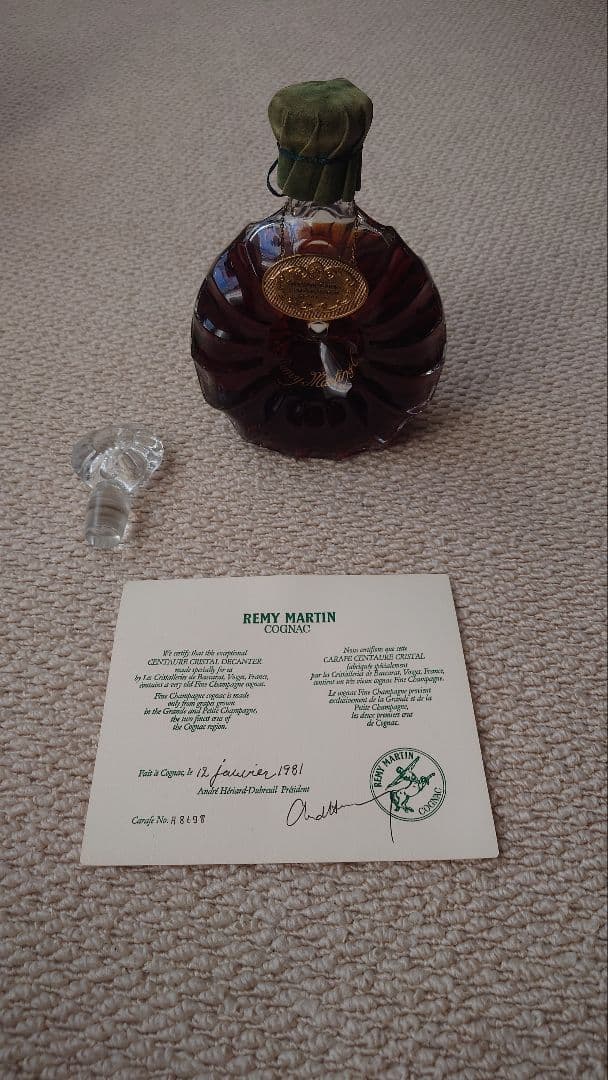 Remy Martin
REMY MARTIN
COGNAC
We certify that this exceptional
CENTAURE CRISTAL DECANTER
made specially for us
by Les Cristalleries de Baccarat, Vosges, France,
contains a very old Fine Champagne cognac.
Fine Champagne cognac is made
only from grapes grown
in the Grande and Petite Champagne,
the two finest crus of
the Cognac region.
Nous certifions que cette
CARAFE CENTAURE CRISTAL
fabriquée spécialement
par les Cristalleries de Baccarat, Vosges, France,
contient un très vieux cognac Fine Champagne.
Le cognac Fine Champagne provient
exclusivement de la Grande et de la
Petite Champagne,
les deux premiers crus
de Cognac.
Fait à Cognac, le 12 janvier 1981
André Hériard-Dubreuil Président
Carafe No. H8698
REMY MARTIN
COGNAC